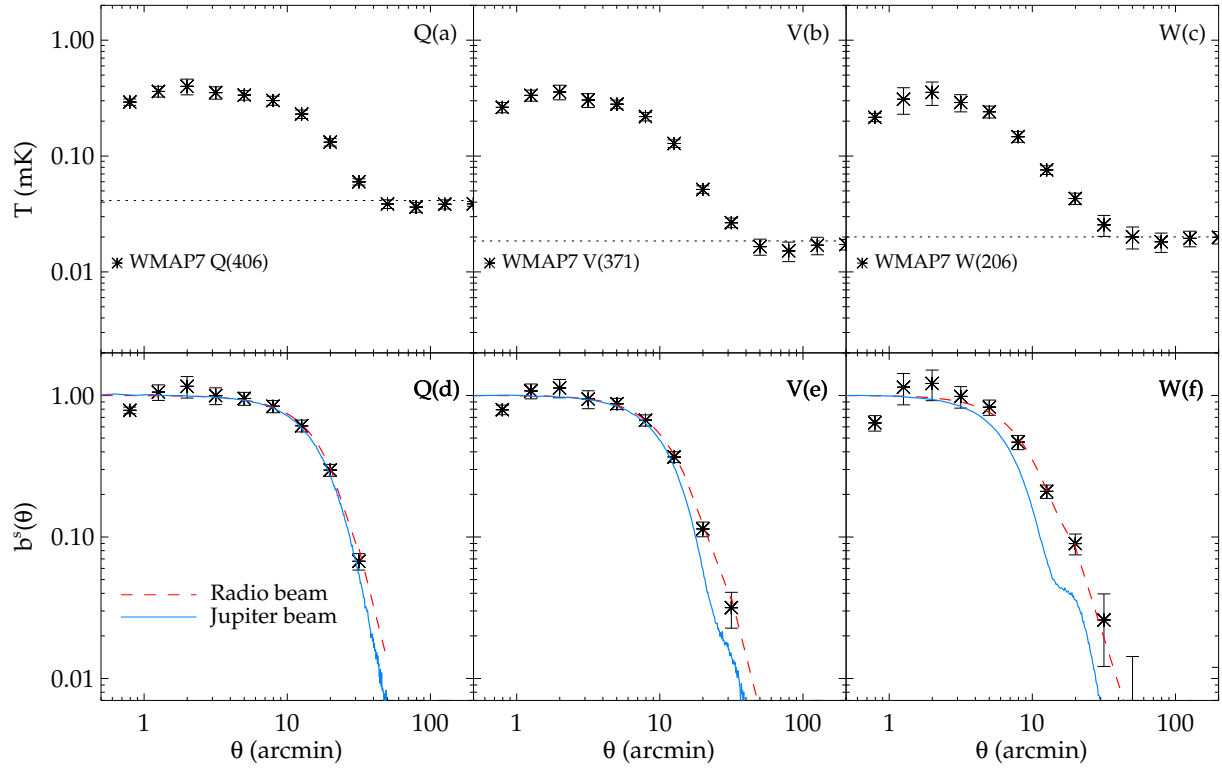 Q(a)
V(b)
W(c)
1.00
0.10
0.01
T (mK)
WMAP7 Q(406)
WMAP7 V(371)
WMAP7 W(206)
Q(d)
V(e)
W(f)
1.00
0.10
0.01
bˢ(θ)
Radio beam
Jupiter beam
1 10 100
1 10 100
1 10 100
θ (arcmin)
θ (arcmin)
θ (arcmin)